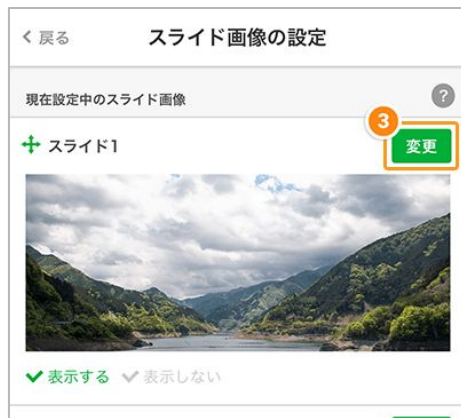 戻る スライド画像の設定
現在設定中のスライド画像 ?
3
スライド1 変更
表示する 表示しない